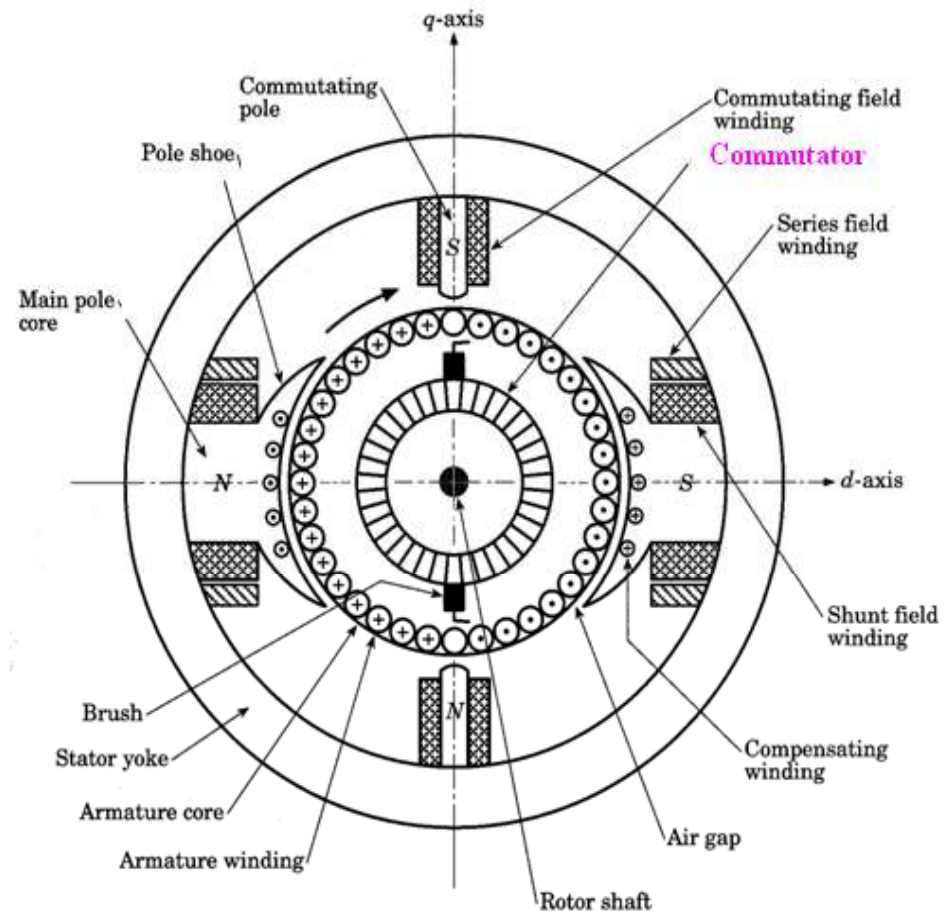 q-axis
Commutating
pole
Commutating field
winding
Commutator
Pole shoe
Series field
winding
S
Main pole
core
N
S
d-axis
Shunt field
winding
N
Brush
Compensating
winding
Stator yoke
Armature core
Air gap
Armature winding
Rotor shaft